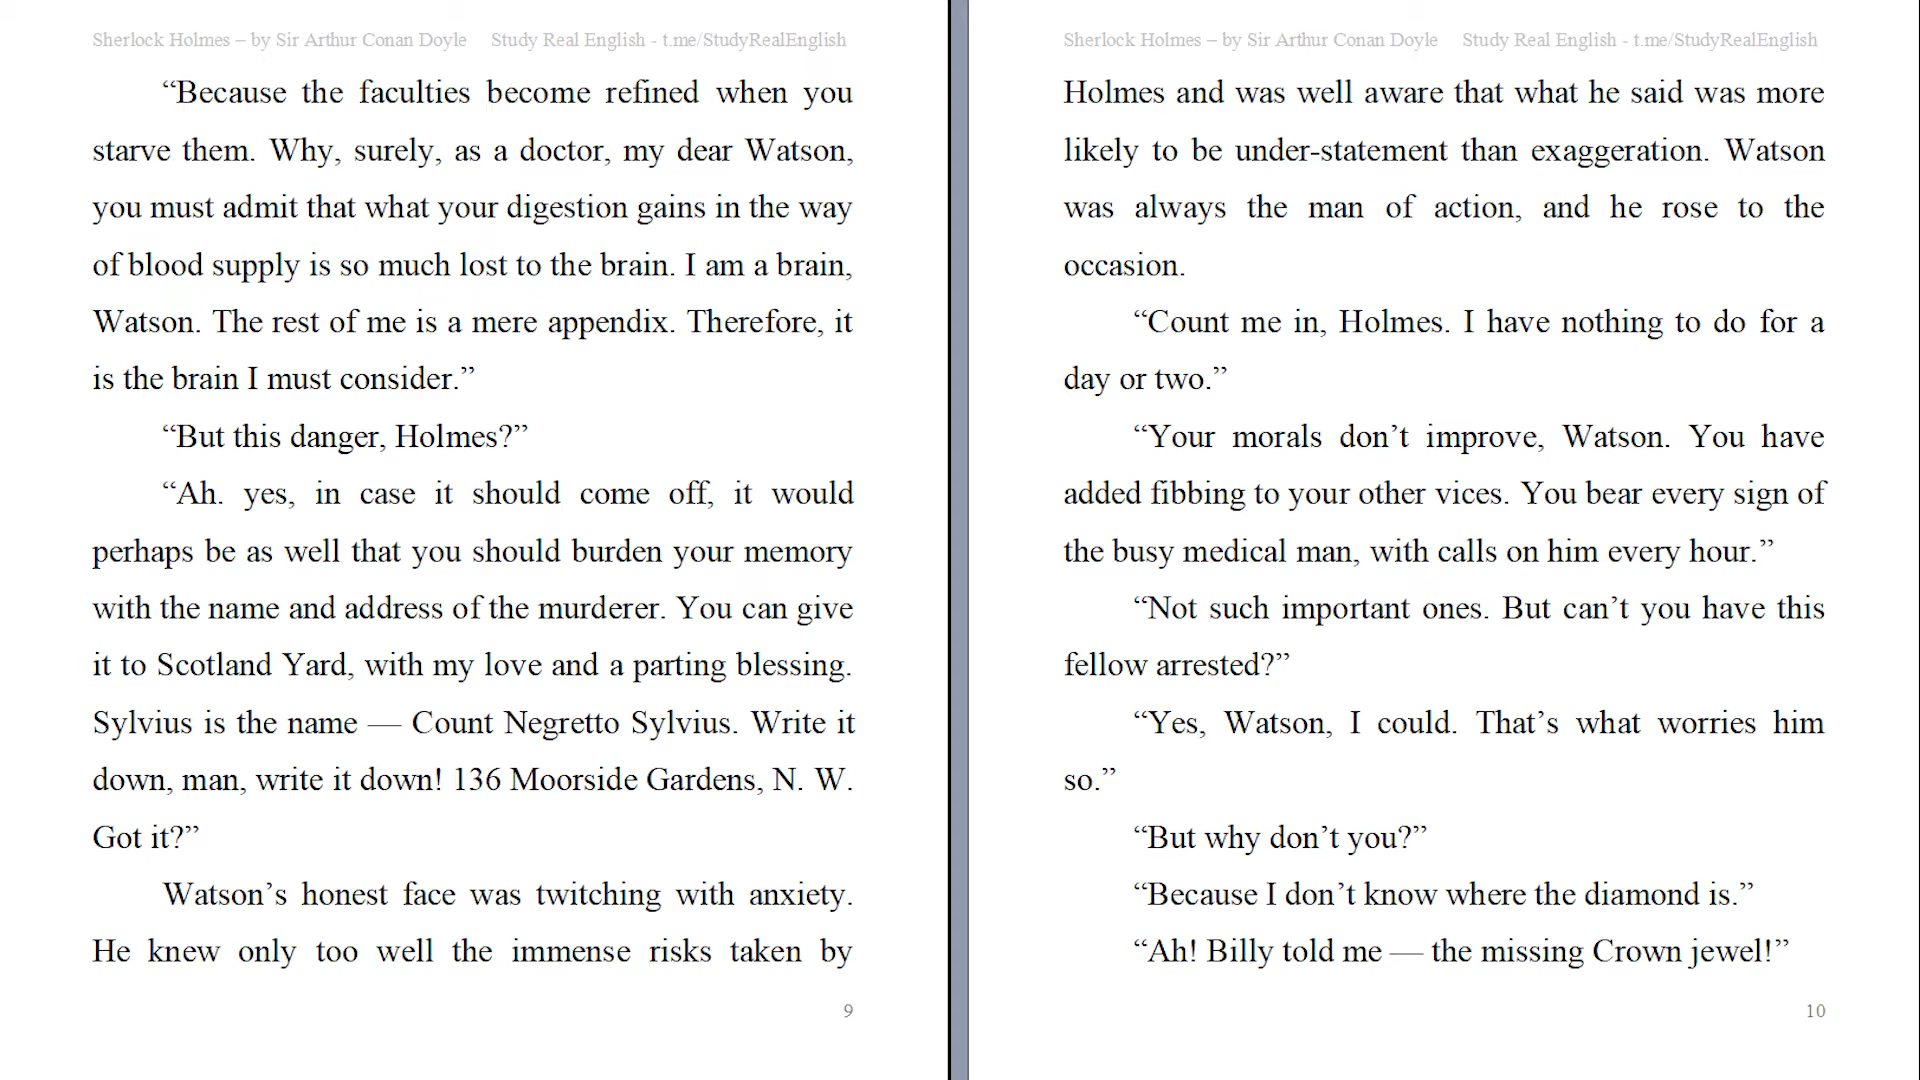 Sherlock Holmes – by Sir Arthur Conan Doyle Study Real English - t.me/StudyRealEnglish
“Because the faculties become refined when you
starve them. Why, surely, as a doctor, my dear Watson,
you must admit that what your digestion gains in the way
of blood supply is so much lost to the brain. I am a brain,
Watson. The rest of me is a mere appendix. Therefore, it
is the brain I must consider.”
“But this danger, Holmes?”
“Ah. yes, in case it should come off, it would
perhaps be as well that you should burden your memory
with the name and address of the murderer. You can give
it to Scotland Yard, with my love and a parting blessing.
Sylvius is the name — Count Negretto Sylvius. Write it
down, man, write it down! 136 Moorside Gardens, N. W.
Got it?”
Watson’s honest face was twitching with anxiety.
He knew only too well the immense risks taken by
9
Sherlock Holmes – by Sir Arthur Conan Doyle Study Real English - t.me/StudyRealEnglish
Holmes and was well aware that what he said was more
likely to be under-statement than exaggeration. Watson
was always the man of action, and he rose to the
occasion.
“Count me in, Holmes. I have nothing to do for a
day or two.”
“Your morals don’t improve, Watson. You have
added fibbing to your other vices. You bear every sign of
the busy medical man, with calls on him every hour.”
“Not such important ones. But can’t you have this
fellow arrested?”
“Yes, Watson, I could. That’s what worries him
so.”
“But why don’t you?”
“Because I don’t know where the diamond is.”
“Ah! Billy told me — the missing Crown jewel!”
10